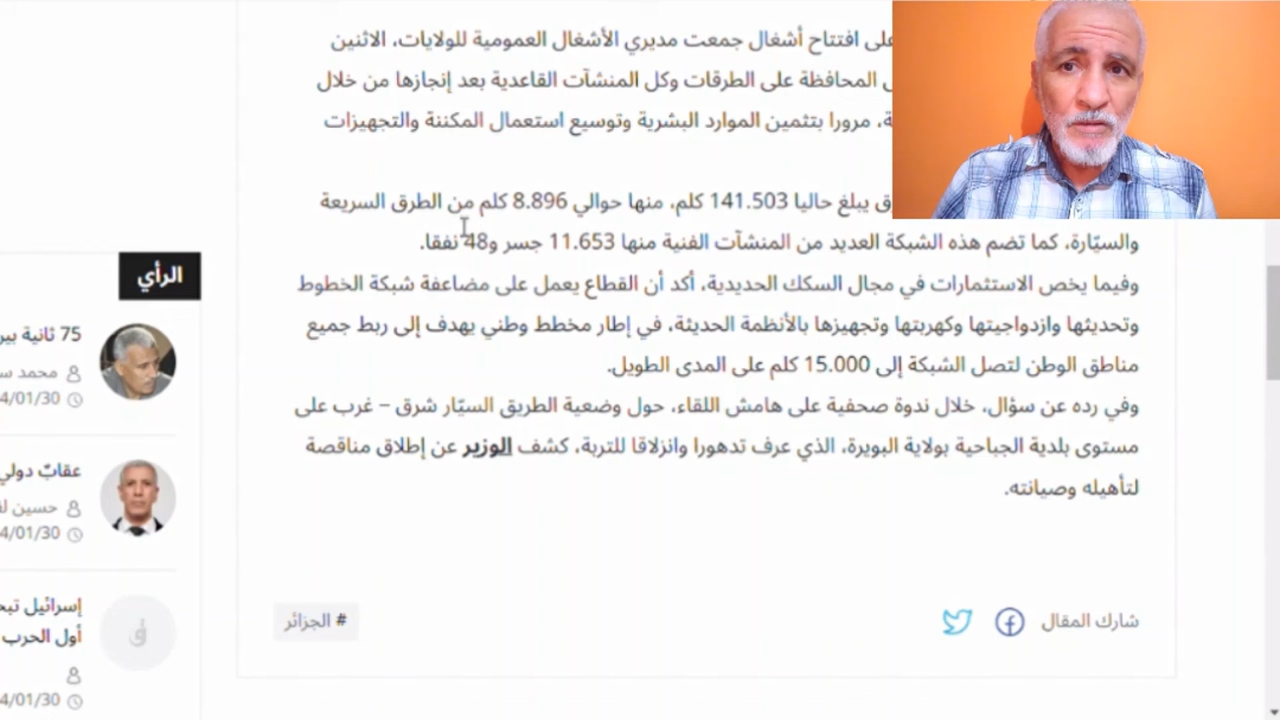 على افتتاح أشغال جمعت مديري الأشغال العمومية للولايات، الاثنين
المحافظة على الطرقات وكل المنشآت القاعدية بعد إنجازها من خلال
مرورا بتثمين الموارد البشرية وتوسيع استعمال المكننة والتجهيزات
يبلغ حاليا 141.503 كلم، منها حوالي 8.896 كلم من الطرق السريعة
والسيّارة، كما تضم هذه الشبكة العديد من المنشآت الفنية منها 11.653 جسر و48 نفقا.
وفيما يخص الاستثمارات في مجال السكك الحديدية، أكد أن القطاع يعمل على مضاعفة شبكة الخطوط
وتحديثها وازدواجيتها وكهربتها وتجهيزها بالأنظمة الحديثة، في إطار مخطط وطني يهدف إلى ربط جميع
مناطق الوطن لتصل الشبكة إلى 15.000 كلم على المدى الطويل.
وفي رده عن سؤال، خلال ندوة صحفية على هامش اللقاء، حول وضعية الطريق السيّار شرق – غرب على
مستوى بلدية الجباحية بولاية البويرة، الذي عرف تدهورا وانزلاقا للتربة، كشف الوزير عن إطلاق مناقصة
لتأهيله وصيانته.
شارك المقال
# الجزائر
الرأي
75 ثانية
محمد
4/01/30
عقابٌ دولي
حسين
4/01/30
إسرائيل
أول الحرب
4/01/30